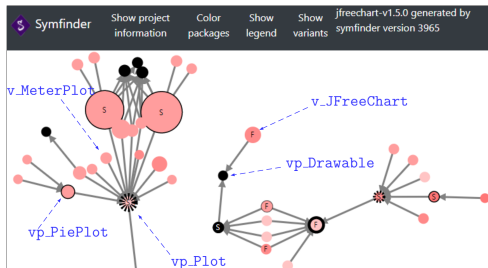 Symfinder
Show project information
Color packages
Show legend
Show variants
jfreechart-v1.5.0 generated by symfinder version 3965
v_MeterPlot
S
S
F
v_JFreeChart
vp_Drawable
F
S
F
F
S
vp_PiePlot
vp_Plot